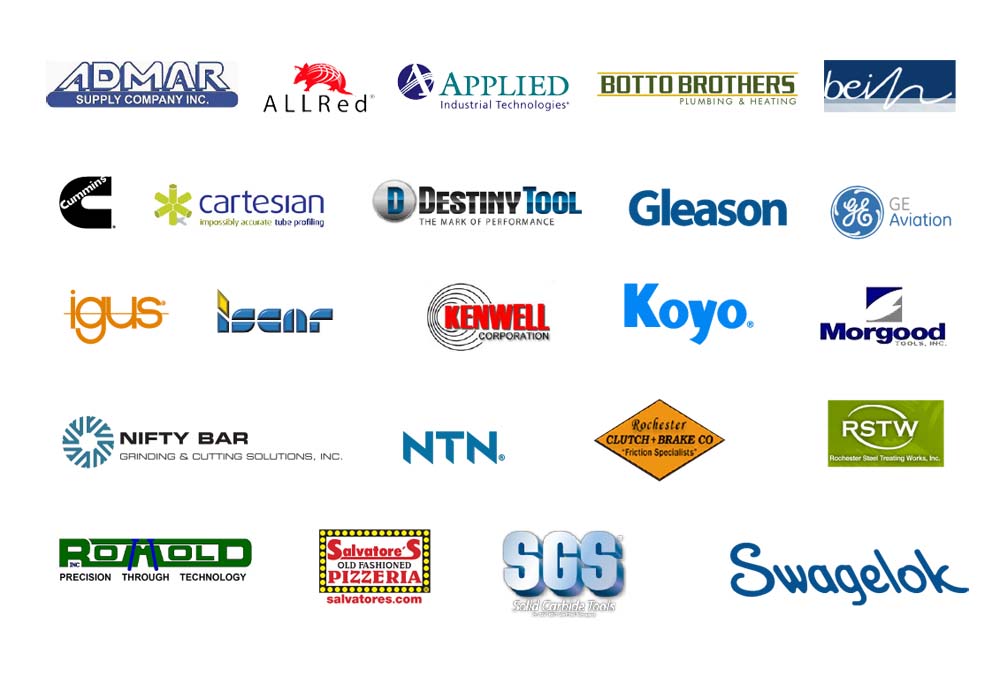 ADMAR
SUPPLY COMPANY INC.
ALLRed®
APPLIED
Industrial Technologies®
BOTTO BROTHERS
PLUMBING & HEATING
bein
Cummins
cartesian
impossibly accurate tube profiling
D DESTINY TOOL
THE MARK OF PERFORMANCE
Gleason
GE
GE
Aviation
igus®
Iscar
KENWELL
CORPORATION
Koyo®
Morgood
TOOLS, INC.
NIFTY BAR
GRINDING & CUTTING SOLUTIONS, INC.
NTN®
Rochester
CLUTCH + BRAKE CO
"Friction Specialists"
RSTW
Rochester Steel Treating Works, Inc.
ROMOLD
INC
PRECISION THROUGH TECHNOLOGY
Salvatore'S
OLD FASHIONED
PIZZERIA
salvatores.com
SGS
Solid Carbide Tools
Swagelok